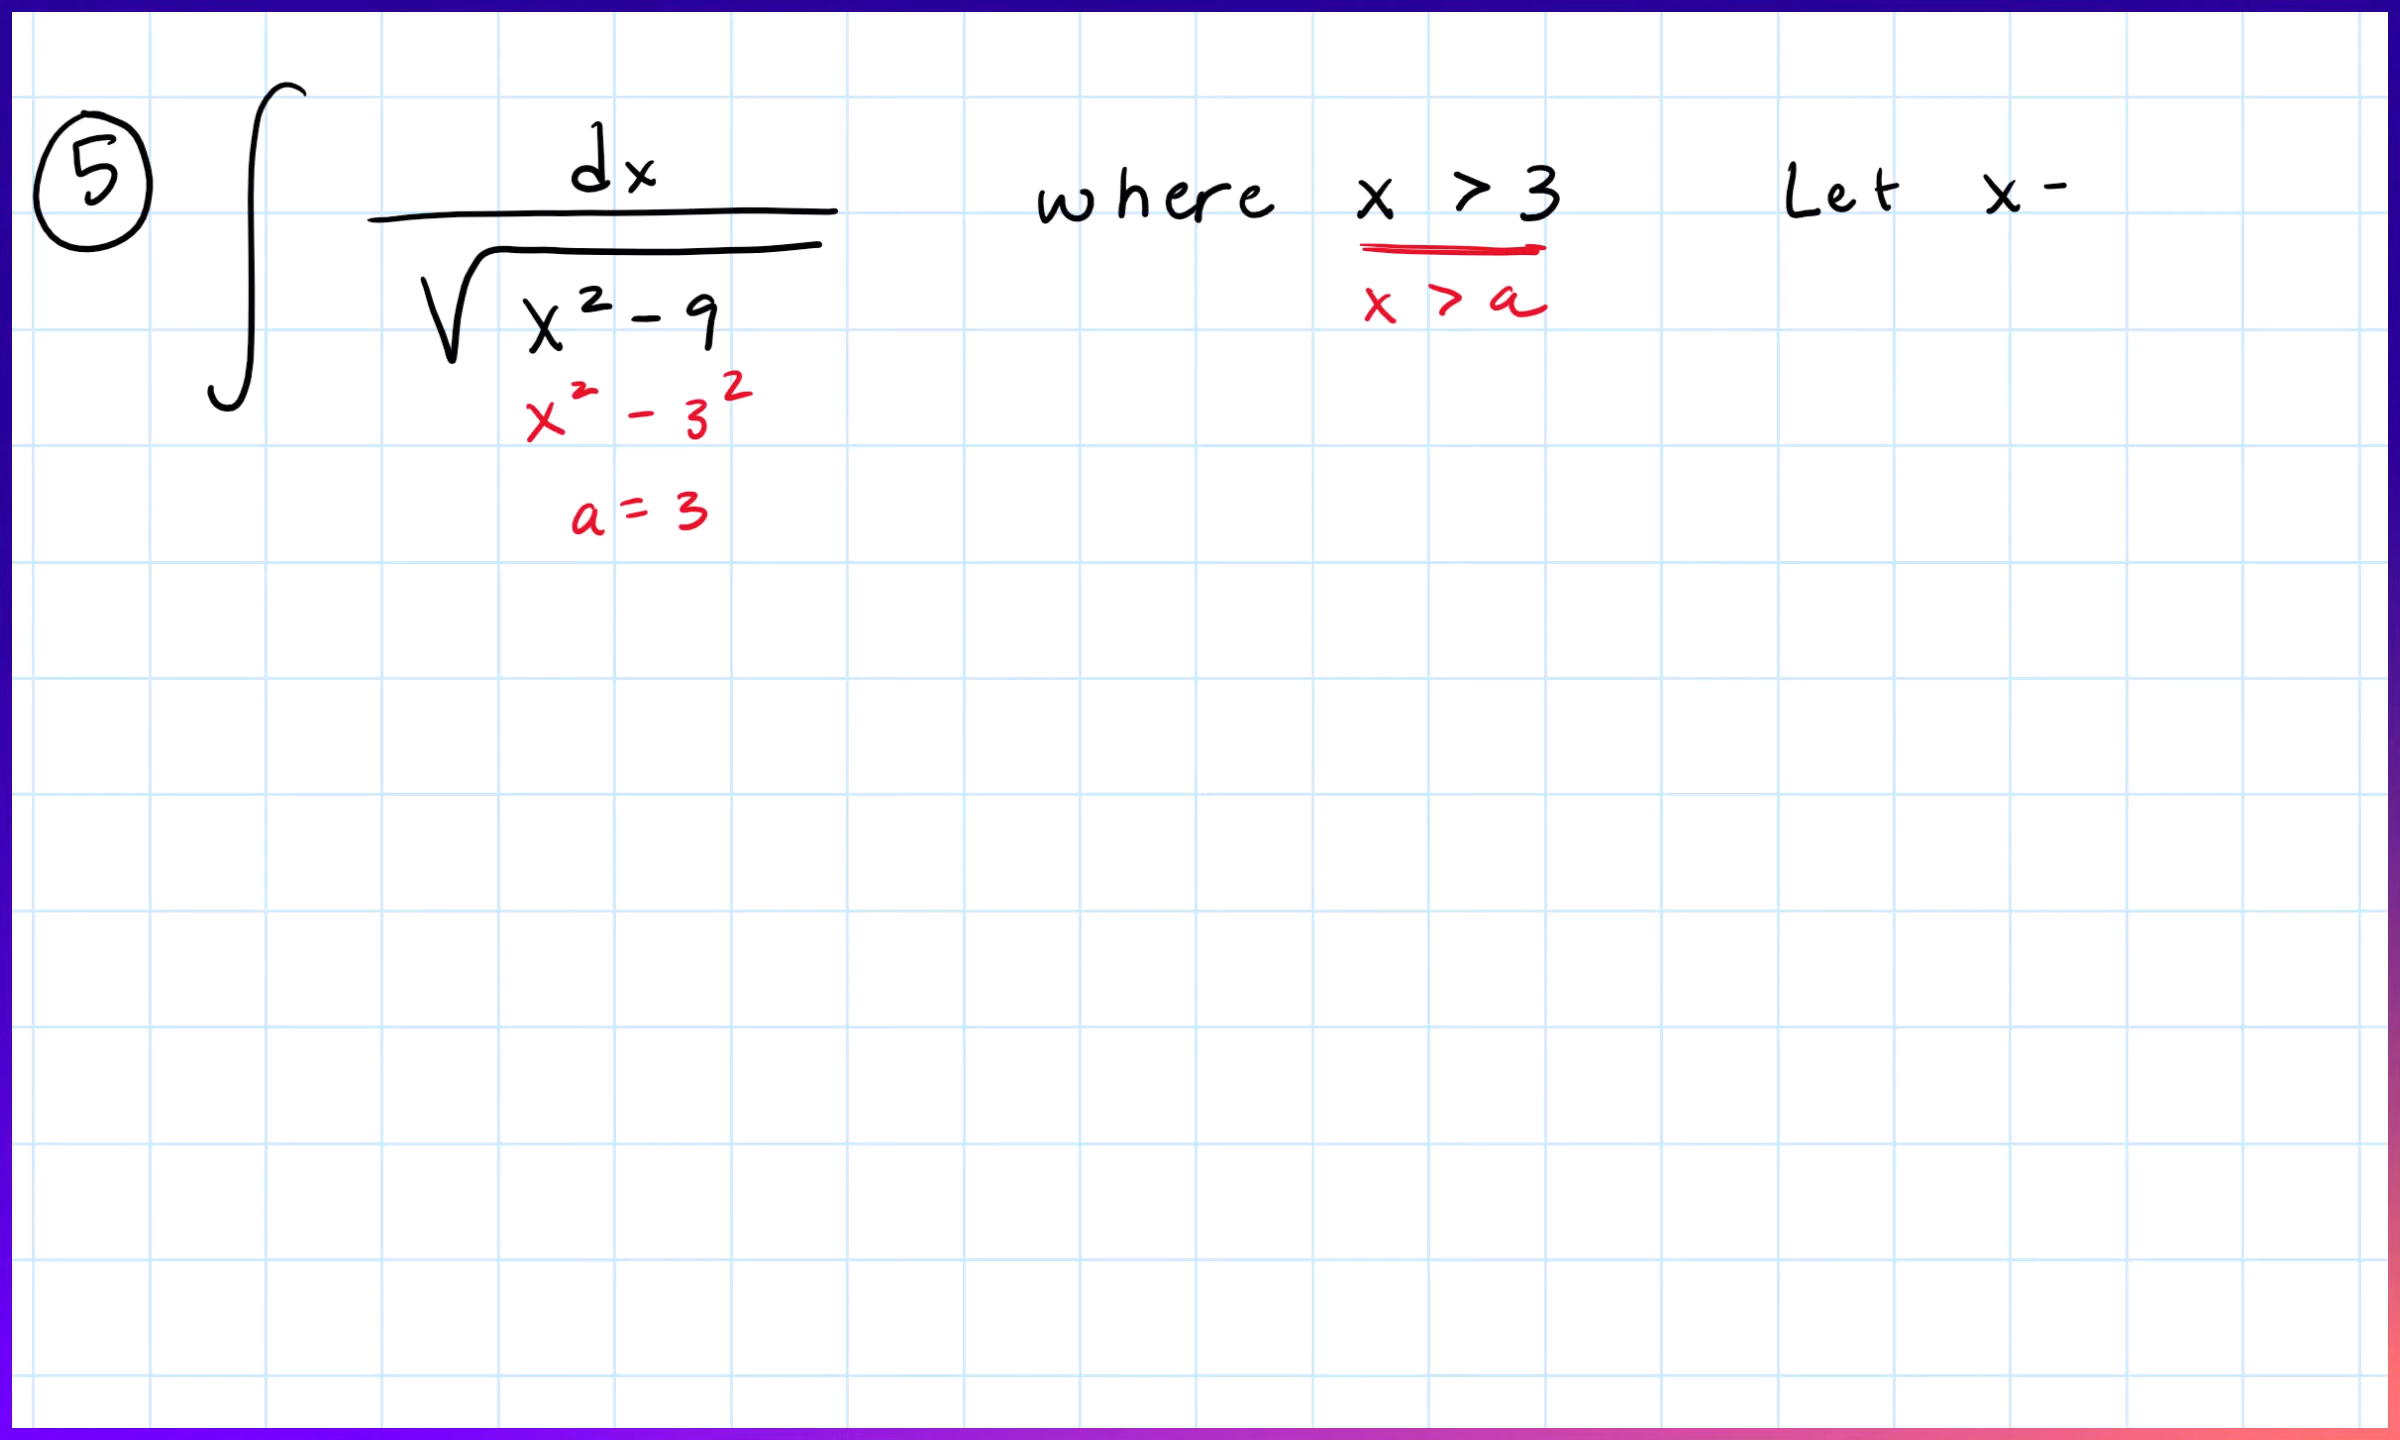 ⑤ ∫ dx / √(x² - 9) where x > 3 Let x -
x > a
x² - 3²
a = 3